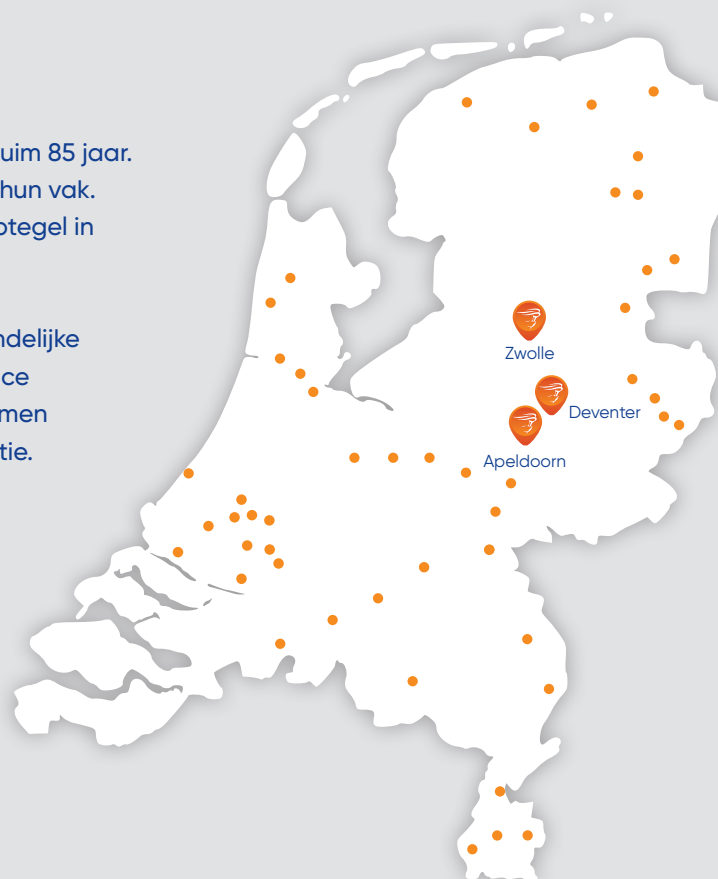 uim 85 jaar.
hun vak.
otegel in
ndelijke
ce
men
tie.
Zwolle
Deventer
Apeldoorn